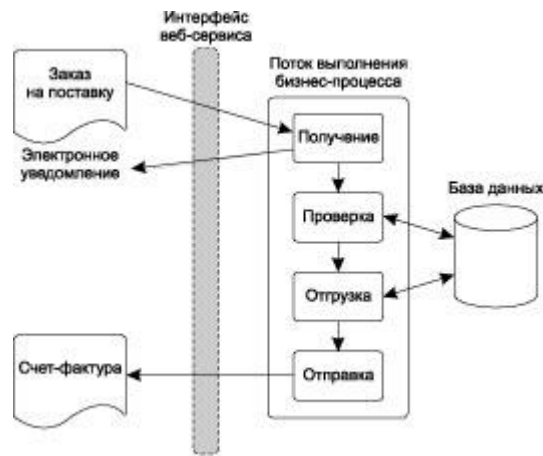 Интерфейс
веб-сервиса
Заказ
на поставку
Поток выполнения
бизнес-процесса
Получение
Электронное
уведомление
База данных
Проверка
Отгрузка
Счет-фактура
Отправка